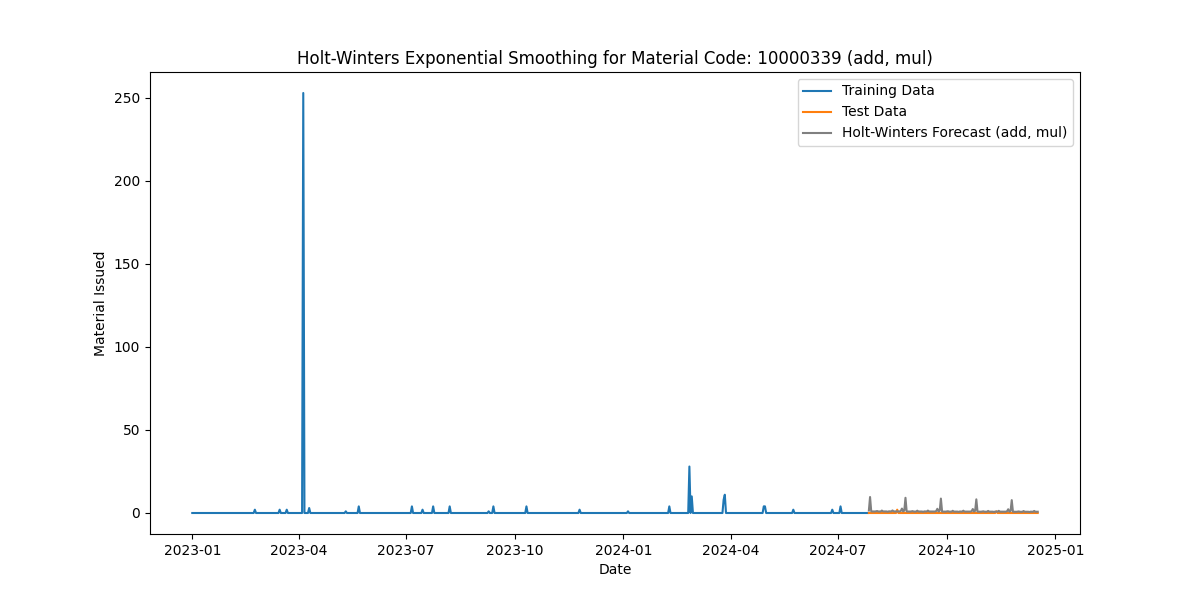 Holt-Winters Exponential Smoothing for Material Code: 10000339 (add, mul)
Training Data
Test Data
Holt-Winters Forecast (add, mul)
Material Issued
250
200
150
100
50
0
2023-01 2023-04 2023-07 2023-10 2024-01 2024-04 2024-07 2024-10 2025-01
Date